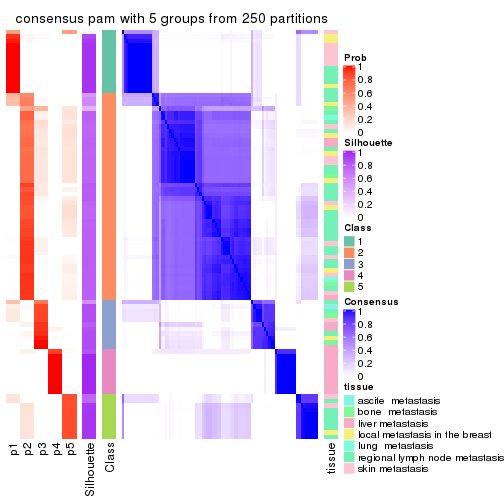 consensus pam with 5 groups from 250 partitions
Prob
1
0.8
0.6
0.4
0.2
0
Silhouette
1
0.8
0.6
0.4
0.2
0
Class
1
2
3
4
5
Consensus
1
0.8
0.6
0.4
0.2
0
tissue
ascite metastasis
bone metastasis
liver metastasis
local metastasis in the breast
lung metastasis
regional lymph node metastasis
skin metastasis
p1
p2
p3
p4
p5
Silhouette
Class
tissue